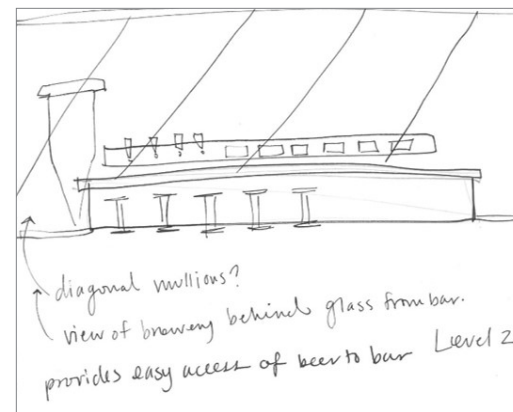 diagonal mullions?
view of brewery behind glass from bar.
provides easy access of beer to bar
Level 2